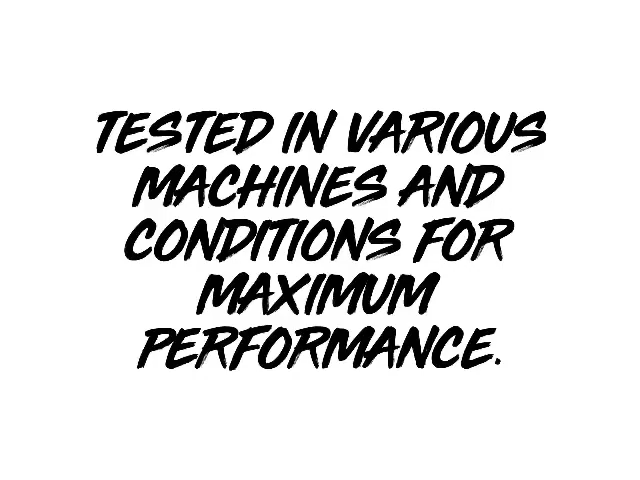 TESTED IN VARIOUS
MACHINES AND
CONDITIONS FOR
MAXIMUM
PERFORMANCE.